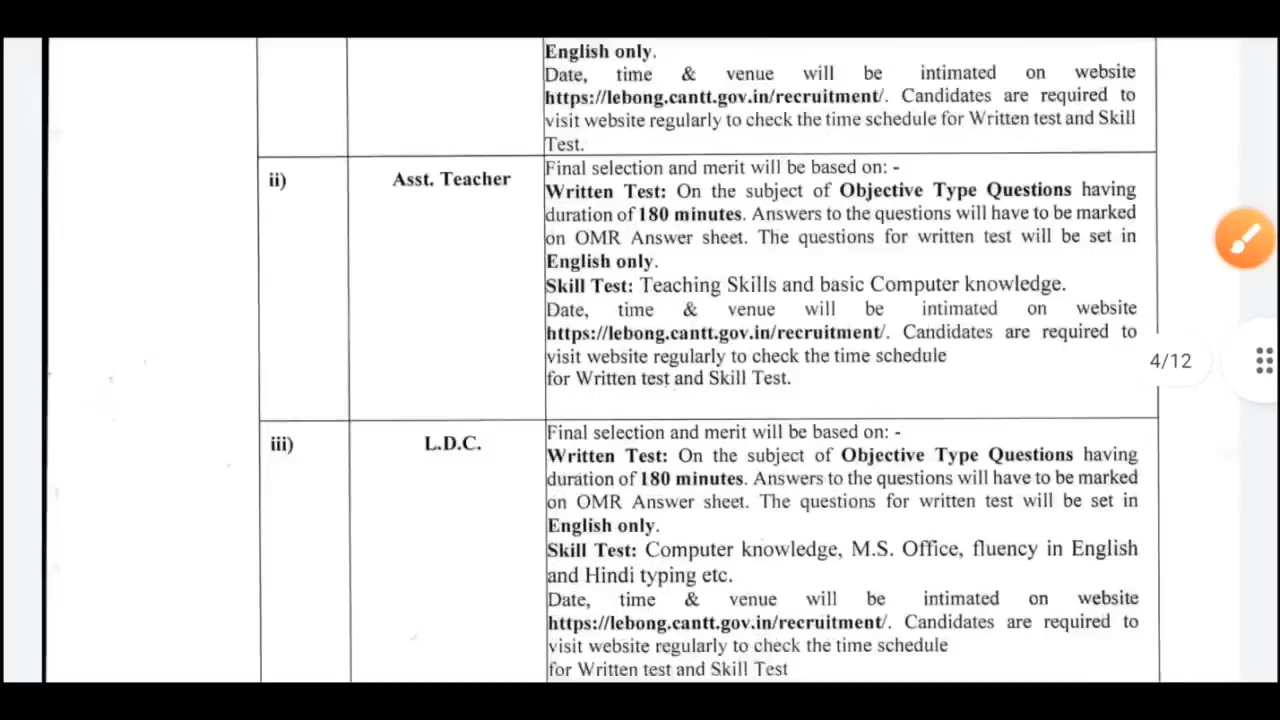 English only.
Date, time & venue will be intimated on website
https://lebong.cantt.gov.in/recruitment/. Candidates are required to
visit website regularly to check the time schedule for Written test and Skill
Test.
ii) Asst. Teacher
Final selection and merit will be based on: -
Written Test: On the subject of Objective Type Questions having
duration of 180 minutes. Answers to the questions will have to be marked
on OMR Answer sheet. The questions for written test will be set in
English only.
Skill Test: Teaching Skills and basic Computer knowledge.
Date, time & venue will be intimated on website
https://lebong.cantt.gov.in/recruitment/. Candidates are required to
visit website regularly to check the time schedule
for Written test and Skill Test.
4/12
iii) L.D.C.
Final selection and merit will be based on: -
Written Test: On the subject of Objective Type Questions having
duration of 180 minutes. Answers to the questions will have to be marked
on OMR Answer sheet. The questions for written test will be set in
English only.
Skill Test: Computer knowledge, M.S. Office, fluency in English
and Hindi typing etc.
Date, time & venue will be intimated on website
https://lebong.cantt.gov.in/recruitment/. Candidates are required to
visit website regularly to check the time schedule
for Written test and Skill Test